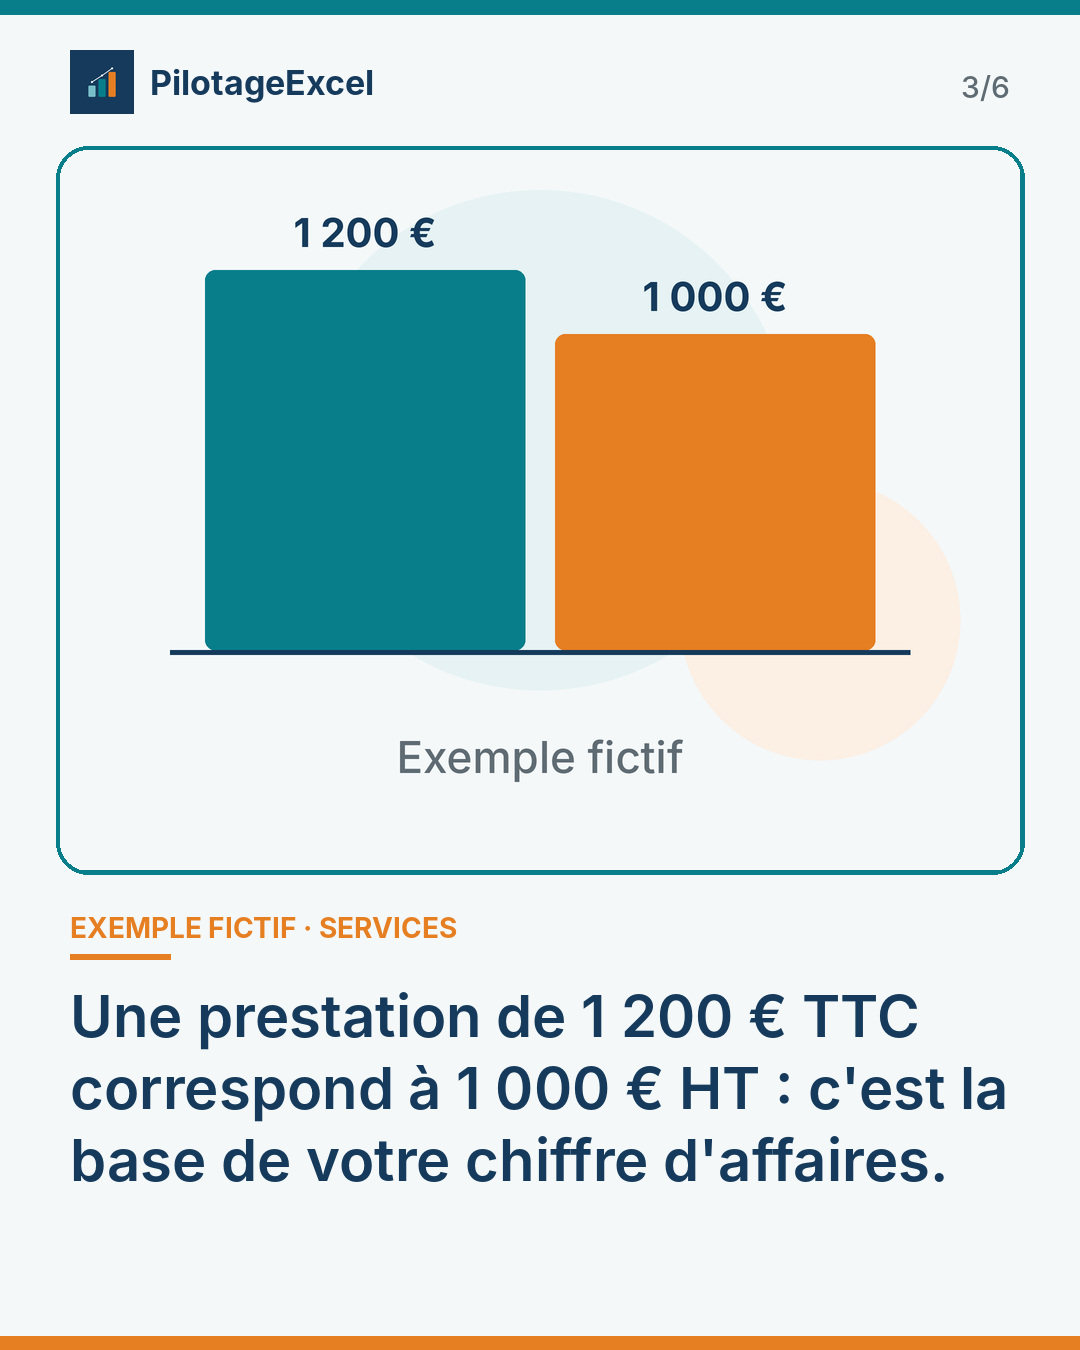 PilotageExcel
3/6
1 200 €
1 000 €
Exemple fictif
EXEMPLE FICTIF · SERVICES
Une prestation de 1 200 € TTC
correspond à 1 000 € HT : c'est la
base de votre chiffre d'affaires.